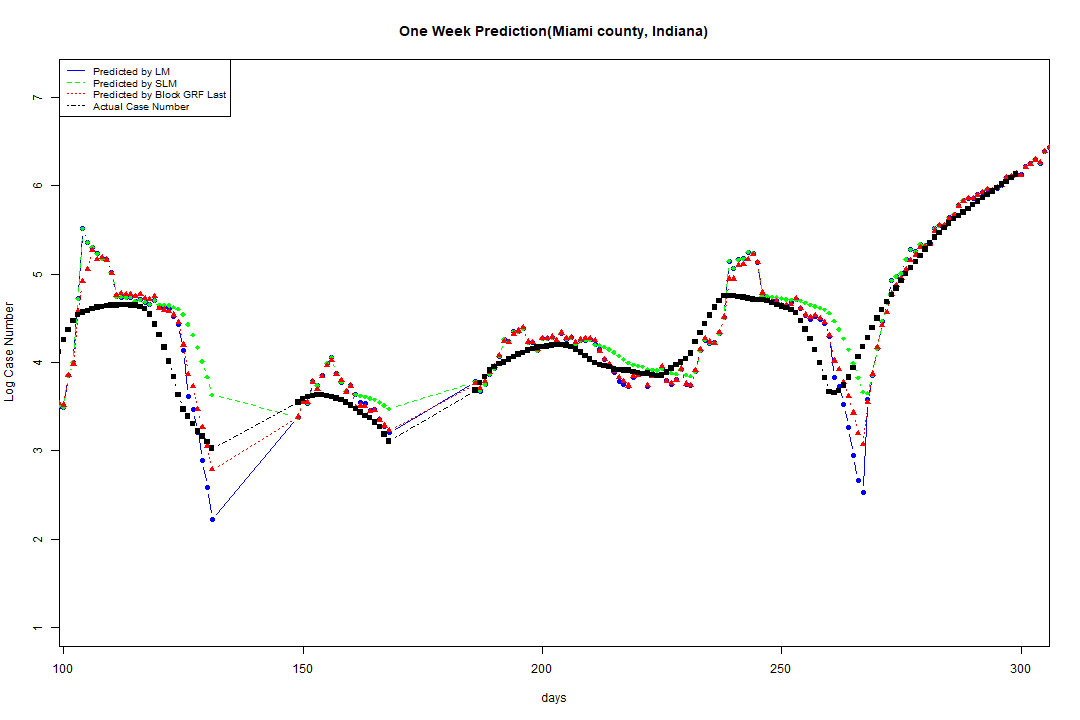 One Week Prediction(Miami county, Indiana)
Predicted by LM
Predicted by SLM
Predicted by Block GRF Last
Actual Case Number
7
6
5
4
3
2
1
Log Case Number
100 150 200 250 300
days